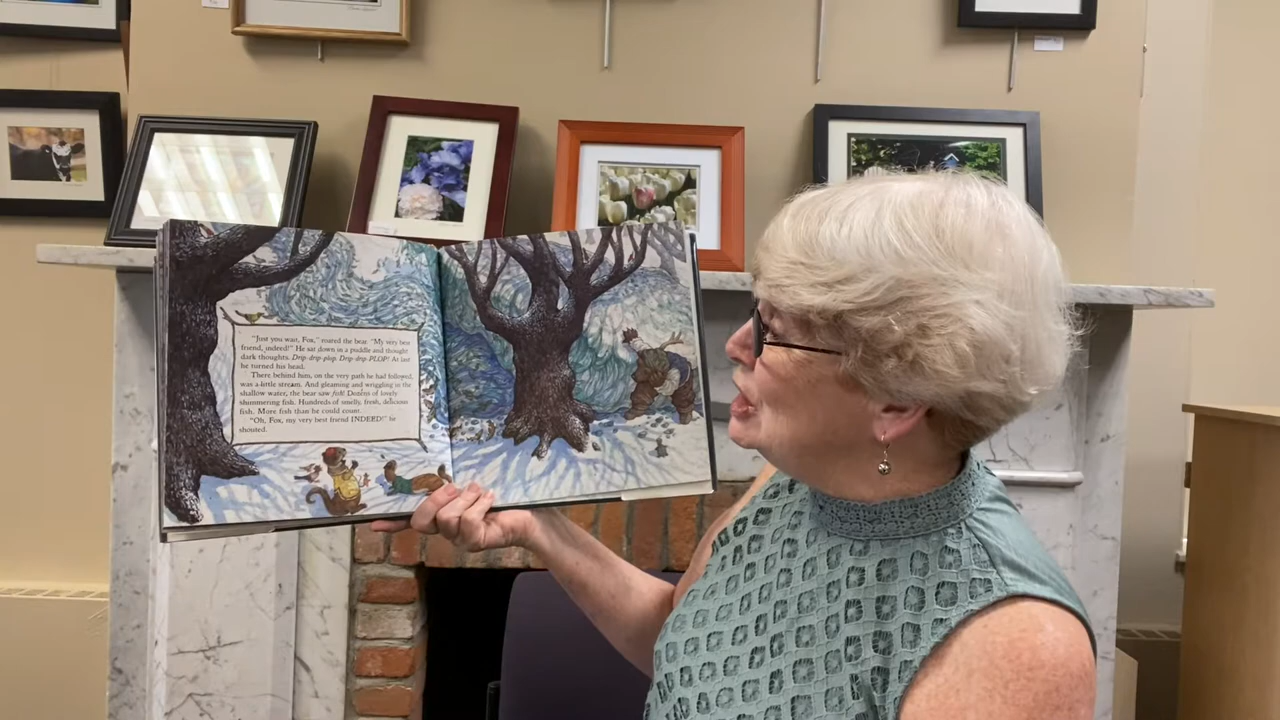 "Just you wait, Fox," roared the bear. "My very best
friend, indeed!" He sat down in a puddle and thought
dark thoughts. Drip-drip-plop. Drip-drip-PLOP! At last
he turned his head.
There behind him, on the very path he had followed,
was a little stream. And gleaming and wriggling in the
shallow water, the bear saw fish! Dozens of lovely
shimmering fish. Hundreds of smelly, fresh, delicious
fish. More fish than he could count.
"Oh, Fox, my very best friend INDEED!" he
shouted.